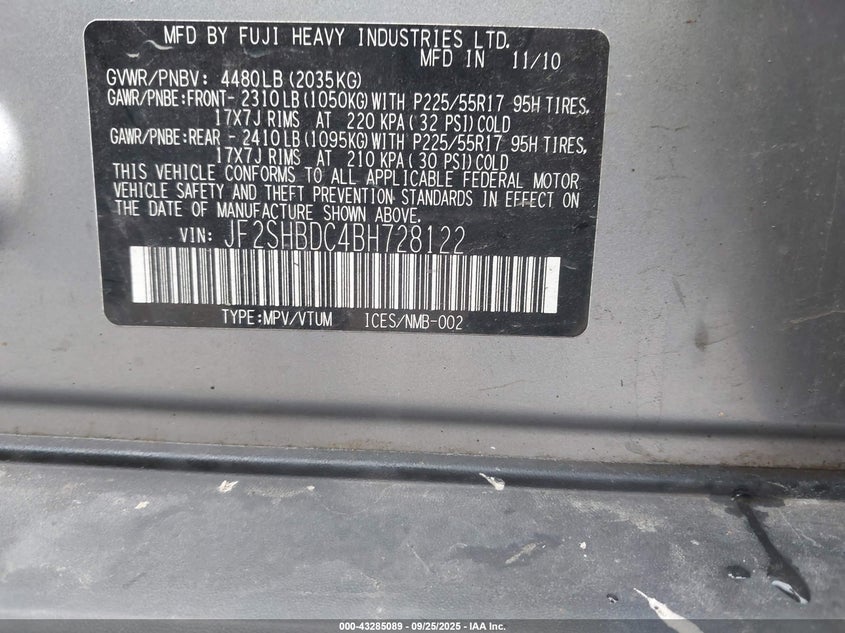 MFD BY FUJI HEAVY INDUSTRIES LTD.
MFD IN 11/10
GVWR/PNBV: 4480LB (2035KG)
GAWR/PNBE:FRONT- 2310LB(1050KG)WITH P225/55R17 95H TIRES,
17X7J RIMS AT 220 KPA(32 PSI)COLD
GAWR/PNBE:REAR - 2410LB(1095KG)WITH P225/55R17 95H TIRES,
17X7J RIMS AT 210 KPA(30 PSI)COLD
THIS VEHICLE CONFORMS TO ALL APPLICABLE FEDERAL MOTOR
VEHICLE SAFETY AND THEFT PREVENTION STANDARDS IN EFFECT ON
THE DATE OF MANUFACTURE SHOWN ABOVE.
VIN: JF2SHBDC4BH728122
TYPE:MPV/VTUM ICES/NMB-002
000-43285089 - 09/25/2025 - IAA Inc.